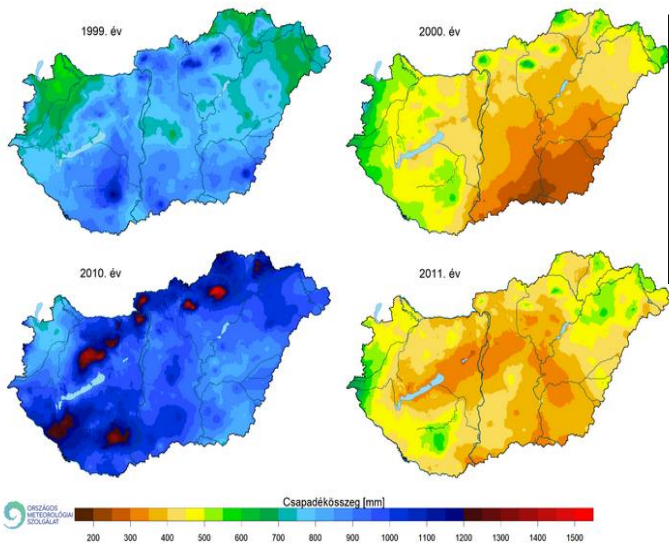 1999. év
2000. év
2010. év
2011. év
ORSZÁGOS
METEOROLÓGIAI
SZOLGÁLAT
Csapadékösszeg [mm]
200 300 400 500 600 700 800 900 1000 1100 1200 1300 1400 1500